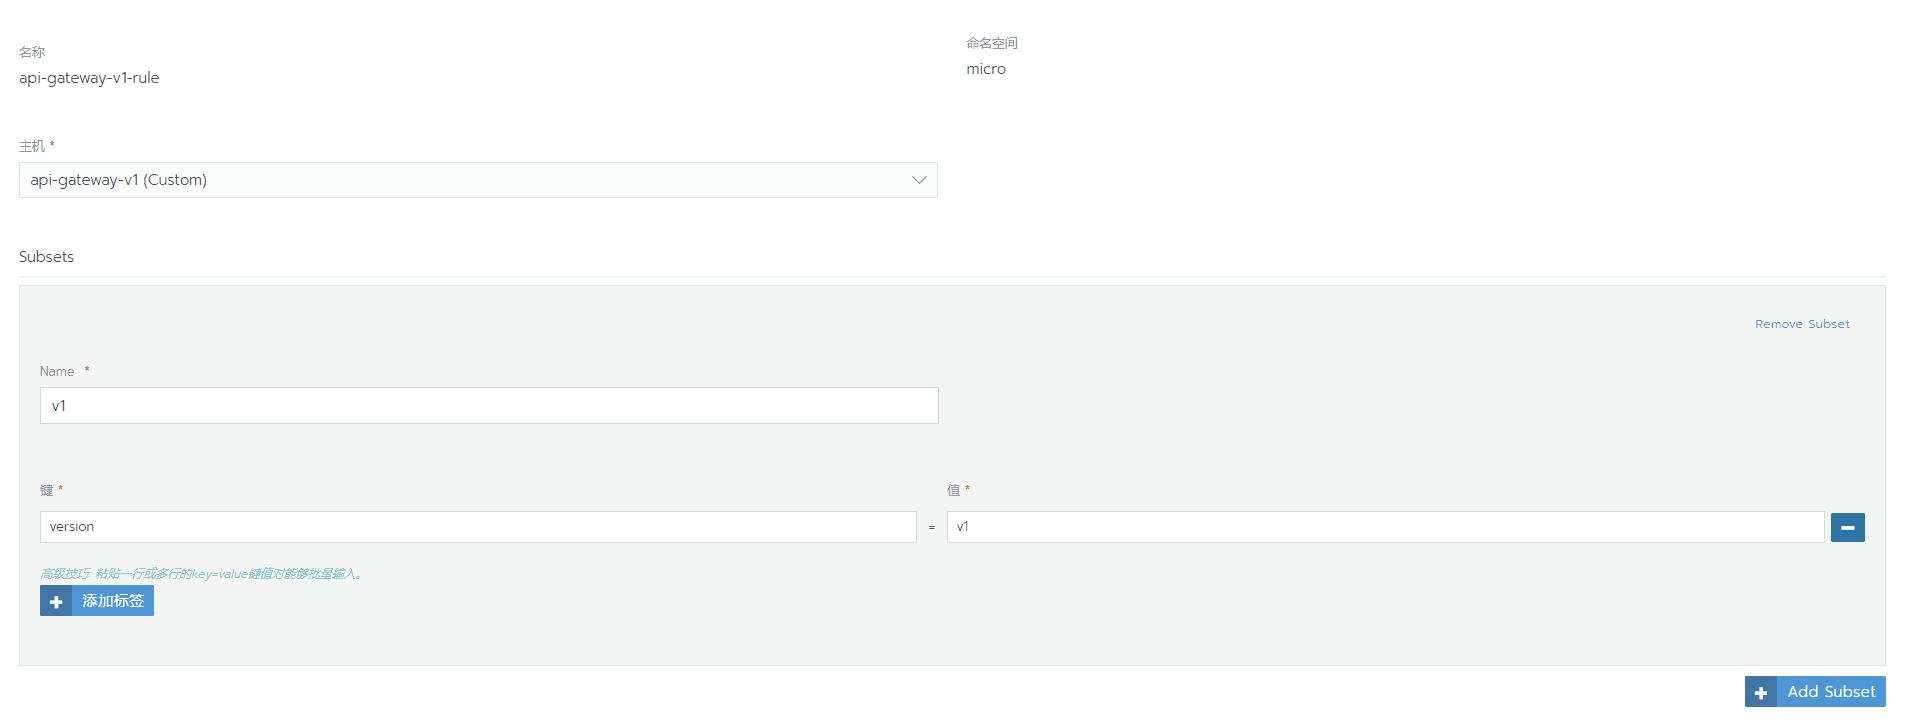 名称
api-gateway-v1-rule
命名空间
micro
主机 *
api-gateway-v1 (Custom)
Subsets
Remove Subset
Name *
v1
键 *
值 *
version = v1
高级技巧: 粘贴一行或多行的key=value键值对能够批量输入。
添加标签
Add Subset